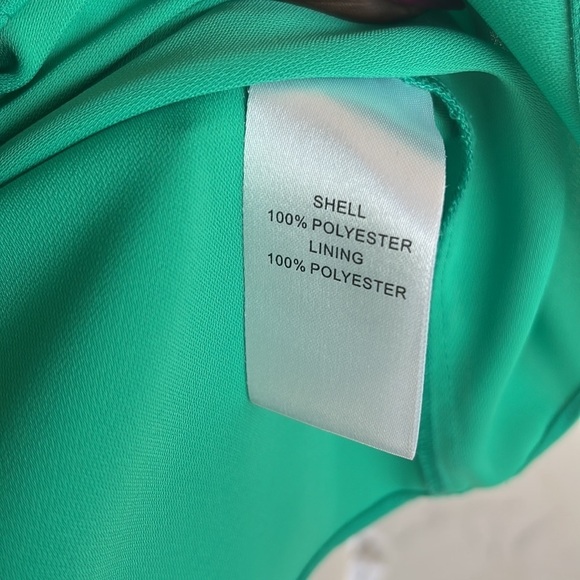 SHELL
100% POLYESTER
LINING
100% POLYESTER